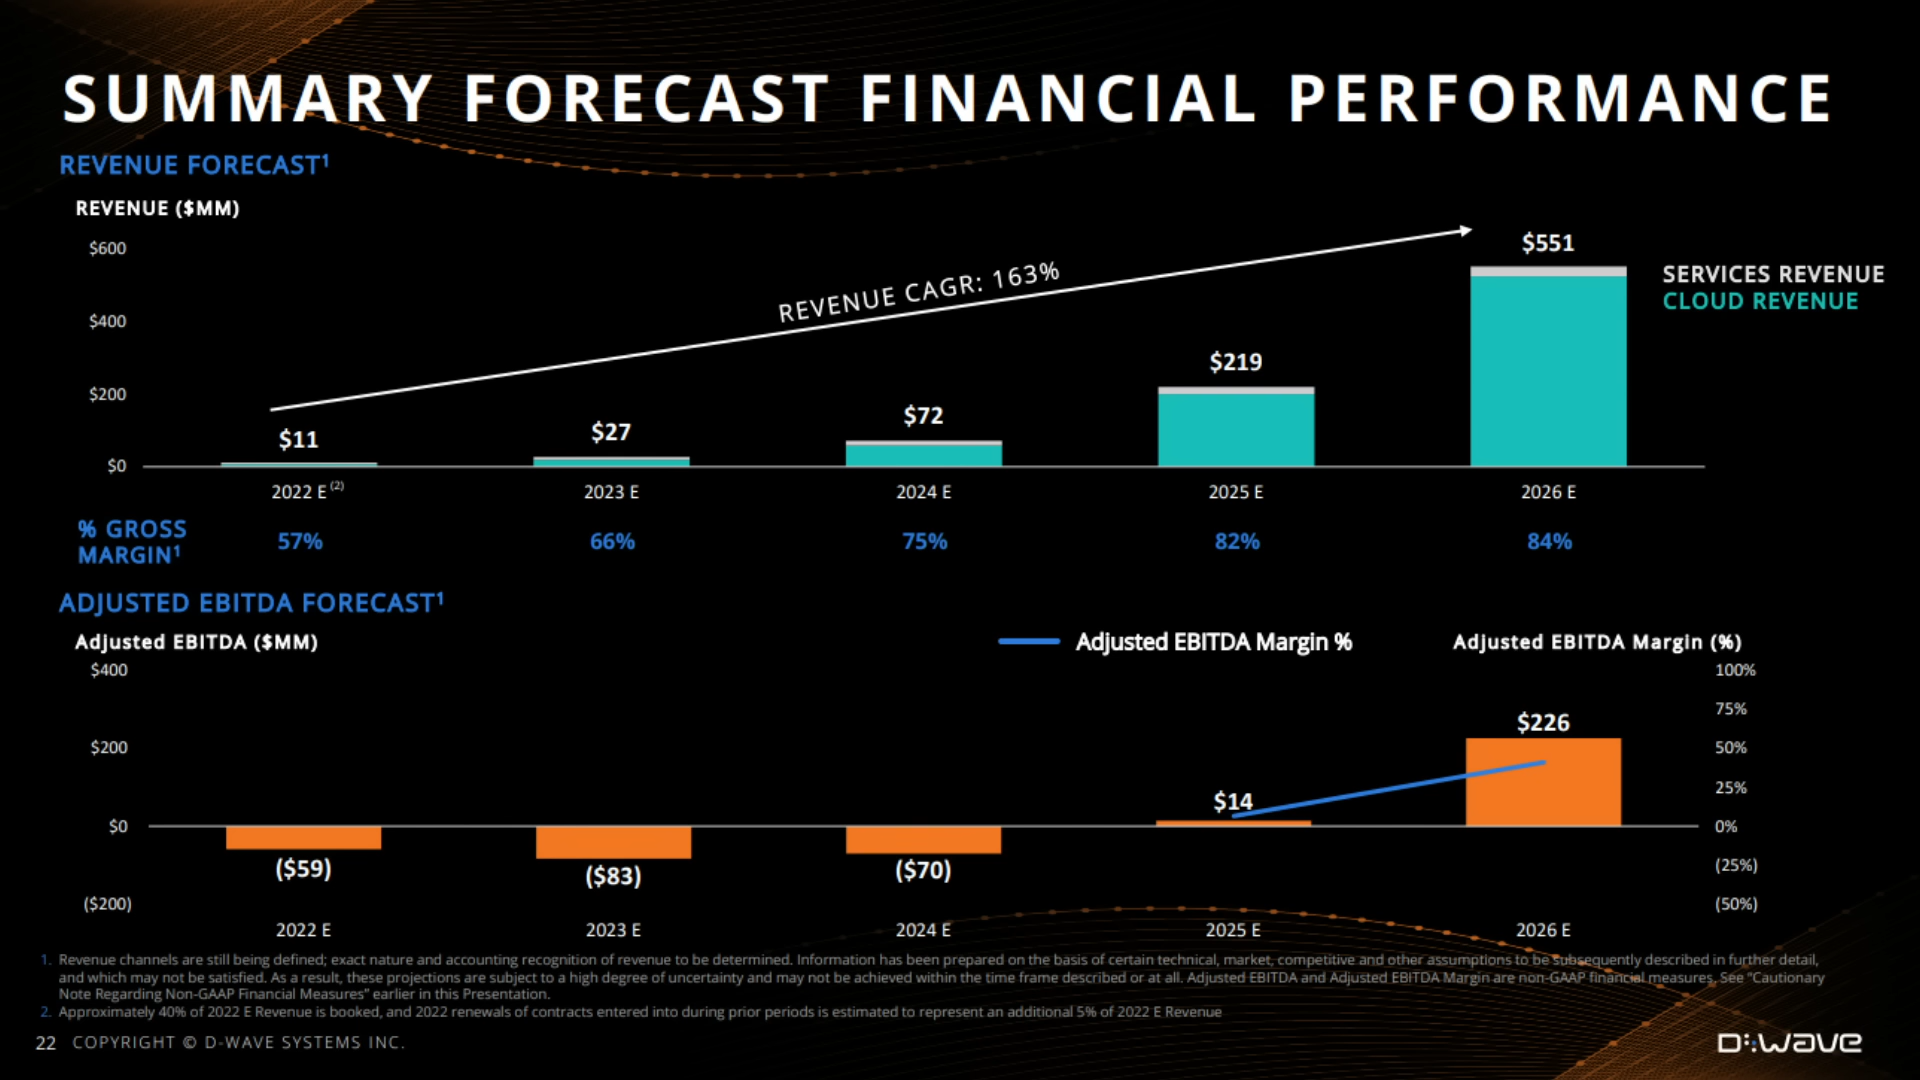 SUMMARY FORECAST FINANCIAL PERFORMANCE
REVENUE FORECAST¹
REVENUE ($MM)
$600
$400
$200
$0
REVENUE CAGR: 163%
$11
$27
$72
$219
$551
SERVICES REVENUE
CLOUD REVENUE
2022 E (2)
2023 E
2024 E
2025 E
2026 E
% GROSS
MARGIN¹
57%
66%
75%
82%
84%
ADJUSTED EBITDA FORECAST¹
Adjusted EBITDA ($MM)
Adjusted EBITDA Margin %
Adjusted EBITDA Margin (%)
$400
$200
$0
($200)
100%
75%
50%
25%
0%
(25%)
(50%)
($59)
($83)
($70)
$14
$226
2022 E
2023 E
2024 E
2025 E
2026 E
1. Revenue channels are still being defined; exact nature and accounting recognition of revenue to be determined. Information has been prepared on the basis of certain technical, market, competitive and other assumptions to be subsequently described in further detail,
and which may not be satisfied. As a result, these projections are subject to a high degree of uncertainty and may not be achieved within the time frame described or at all. Adjusted EBITDA and Adjusted EBITDA Margin are non-GAAP financial measures. See "Cautionary
Note Regarding Non-GAAP Financial Measures" earlier in this Presentation.
2. Approximately 40% of 2022 E Revenue is booked, and 2022 renewals of contracts entered into during prior periods is estimated to represent an additional 5% of 2022 E Revenue
22 COPYRIGHT © D-WAVE SYSTEMS INC.
D:wave